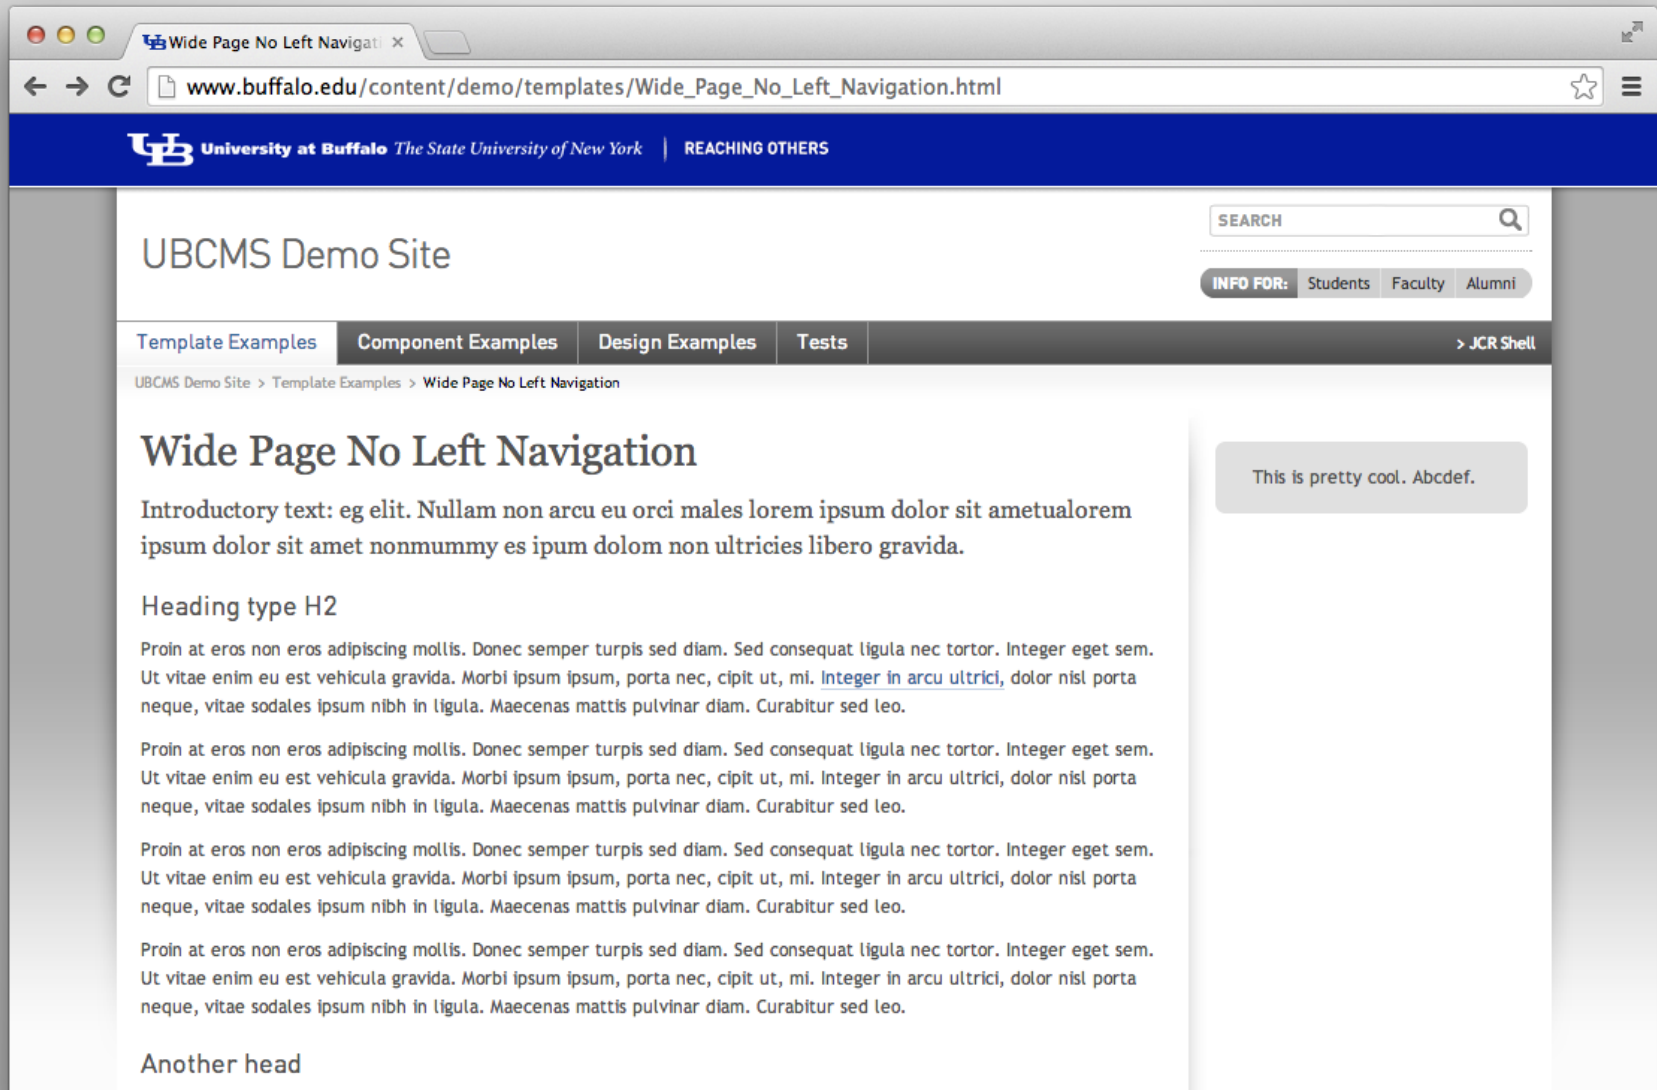 Wide Page No Left Navigati
www.buffalo.edu/content/demo/templates/Wide_Page_No_Left_Navigation.html
UB University at Buffalo The State University of New York | REACHING OTHERS
UBCMS Demo Site
SEARCH
INFO FOR: Students Faculty Alumni
Template Examples Component Examples Design Examples Tests > JCR Shell
UBCMS Demo Site > Template Examples > Wide Page No Left Navigation
Wide Page No Left Navigation
Introductory text: eg elit. Nullam non arcu eu orci males lorem ipsum dolor sit ametualorem
ipsum dolor sit amet nonmummy es ipum dolom non ultricies libero gravida.
Heading type H2
Proin at eros non eros adipiscing mollis. Donec semper turpis sed diam. Sed consequat ligula nec tortor. Integer eget sem.
Ut vitae enim eu est vehicula gravida. Morbi ipsum ipsum, porta nec, cipit ut, mi. Integer in arcu ultrici, dolor nisl porta
neque, vitae sodales ipsum nibh in ligula. Maecenas mattis pulvinar diam. Curabitur sed leo.
Proin at eros non eros adipiscing mollis. Donec semper turpis sed diam. Sed consequat ligula nec tortor. Integer eget sem.
Ut vitae enim eu est vehicula gravida. Morbi ipsum ipsum, porta nec, cipit ut, mi. Integer in arcu ultrici, dolor nisl porta
neque, vitae sodales ipsum nibh in ligula. Maecenas mattis pulvinar diam. Curabitur sed leo.
Proin at eros non eros adipiscing mollis. Donec semper turpis sed diam. Sed consequat ligula nec tortor. Integer eget sem.
Ut vitae enim eu est vehicula gravida. Morbi ipsum ipsum, porta nec, cipit ut, mi. Integer in arcu ultrici, dolor nisl porta
neque, vitae sodales ipsum nibh in ligula. Maecenas mattis pulvinar diam. Curabitur sed leo.
Proin at eros non eros adipiscing mollis. Donec semper turpis sed diam. Sed consequat ligula nec tortor. Integer eget sem.
Ut vitae enim eu est vehicula gravida. Morbi ipsum ipsum, porta nec, cipit ut, mi. Integer in arcu ultrici, dolor nisl porta
neque, vitae sodales ipsum nibh in ligula. Maecenas mattis pulvinar diam. Curabitur sed leo.
Another head
This is pretty cool. Abcdef.